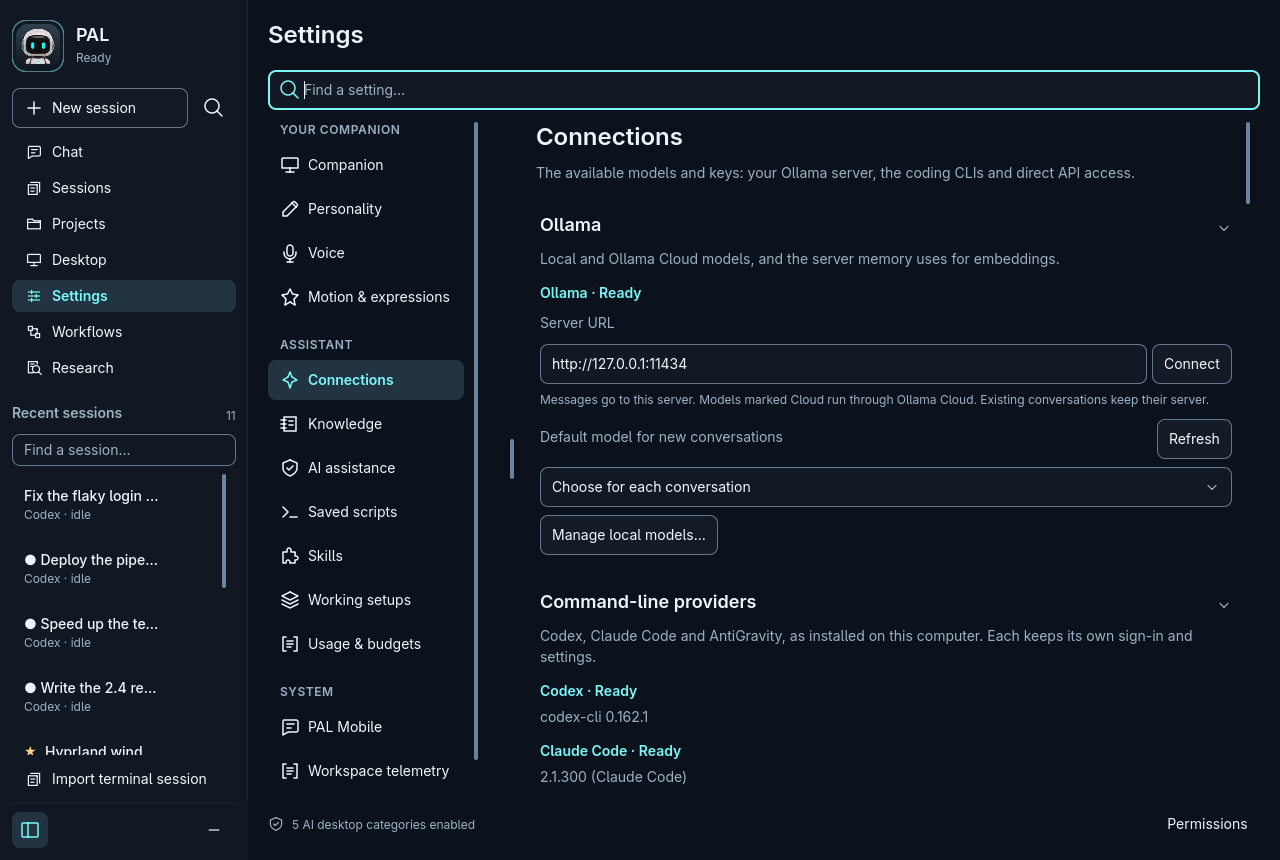 PAL
Ready
New session
Chat
Sessions
Projects
Desktop
Settings
Workflows
Research
Recent sessions
11
Find a session...
Fix the flaky login ...
Codex · idle
Deploy the pipe...
Codex · idle
Speed up the te...
Codex · idle
Write the 2.4 re...
Codex · idle
Hyprland wind
Import terminal session
Settings
Find a setting...
YOUR COMPANION
Companion
Personality
Voice
Motion & expressions
ASSISTANT
Connections
Knowledge
AI assistance
Saved scripts
Skills
Working setups
Usage & budgets
SYSTEM
PAL Mobile
Workspace telemetry
Connections
The available models and keys: your Ollama server, the coding CLIs and direct API access.
Ollama
Local and Ollama Cloud models, and the server memory uses for embeddings.
Ollama · Ready
Server URL
http://127.0.0.1:11434
Connect
Messages go to this server. Models marked Cloud run through Ollama Cloud. Existing conversations keep their server.
Default model for new conversations
Refresh
Choose for each conversation
Manage local models...
Command-line providers
Codex, Claude Code and AntiGravity, as installed on this computer. Each keeps its own sign-in and
settings.
Codex · Ready
codex-cli 0.162.1
Claude Code · Ready
2.1.300 (Claude Code)
5 AI desktop categories enabled
Permissions